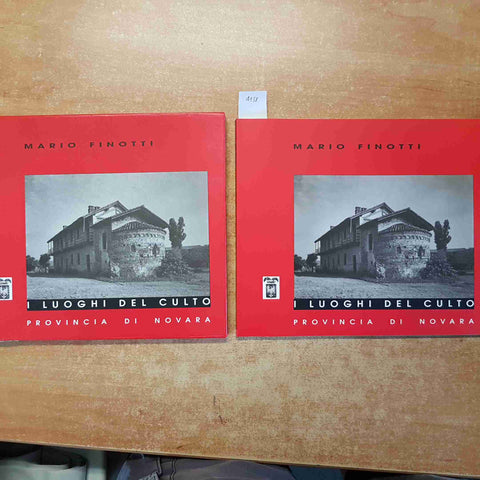 MARIO FINOTTI
I LUOGHI DEL CULTO
PROVINCIA DI NOVARA
MARIO FINOTTI
I LUOGHI DEL CULTO
PROVINCIA DI NOVARA